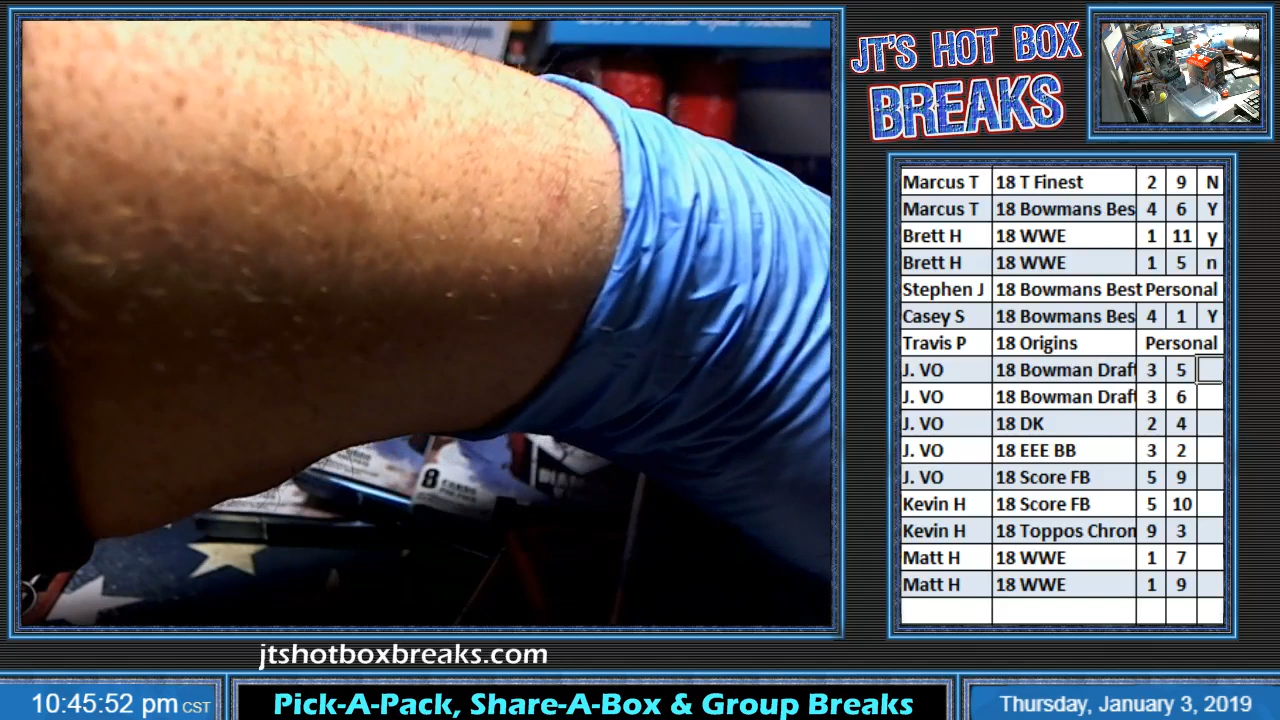 JT'S HOT BOX
BREAKS
Marcus T 18 T Finest 2 9 N
Marcus T 18 Bowmans Bes 4 6 Y
Brett H 18 WWE 1 11 y
Brett H 18 WWE 1 5 n
Stephen J 18 Bowmans Best Personal
Casey S 18 Bowmans Bes 4 1 Y
Travis P 18 Origins Personal
J. VO 18 Bowman Draft 3 5
J. VO 18 Bowman Draft 3 6
J. VO 18 DK 2 4
J. VO 18 EEE BB 3 2
J. VO 18 Score FB 5 9
Kevin H 18 Score FB 5 10
Kevin H 18 Toppos Chrom 9 3
Matt H 18 WWE 1 7
Matt H 18 WWE 1 9
8
jtshotboxbreaks.com
10:45:52 pm CST
Pick-A-Pack, Share-A-Box & Group Breaks
Thursday, January 3, 2019